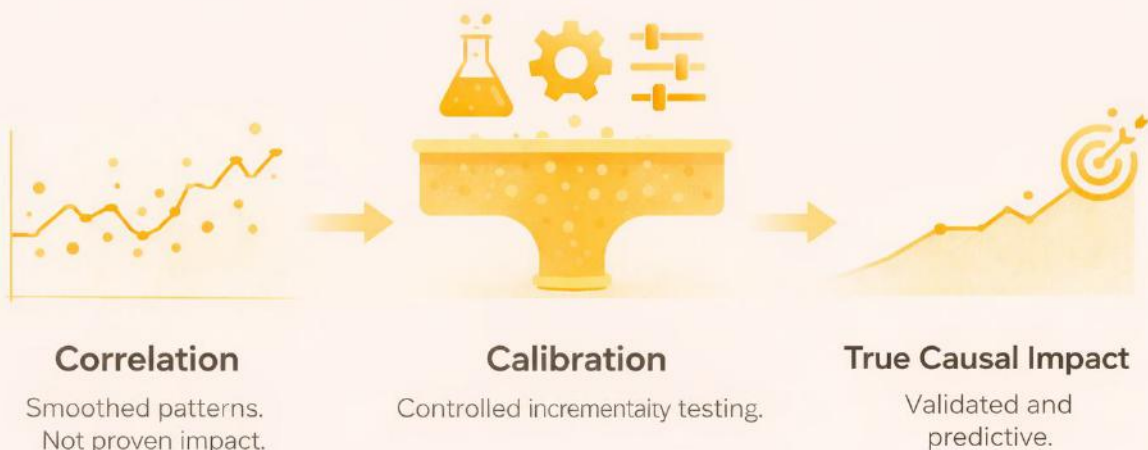 Correlation
Smoothed patterns.
Not proven impact.
Calibration
Controlled incrementaity testing.
True Causal Impact
Validated and
predictive.